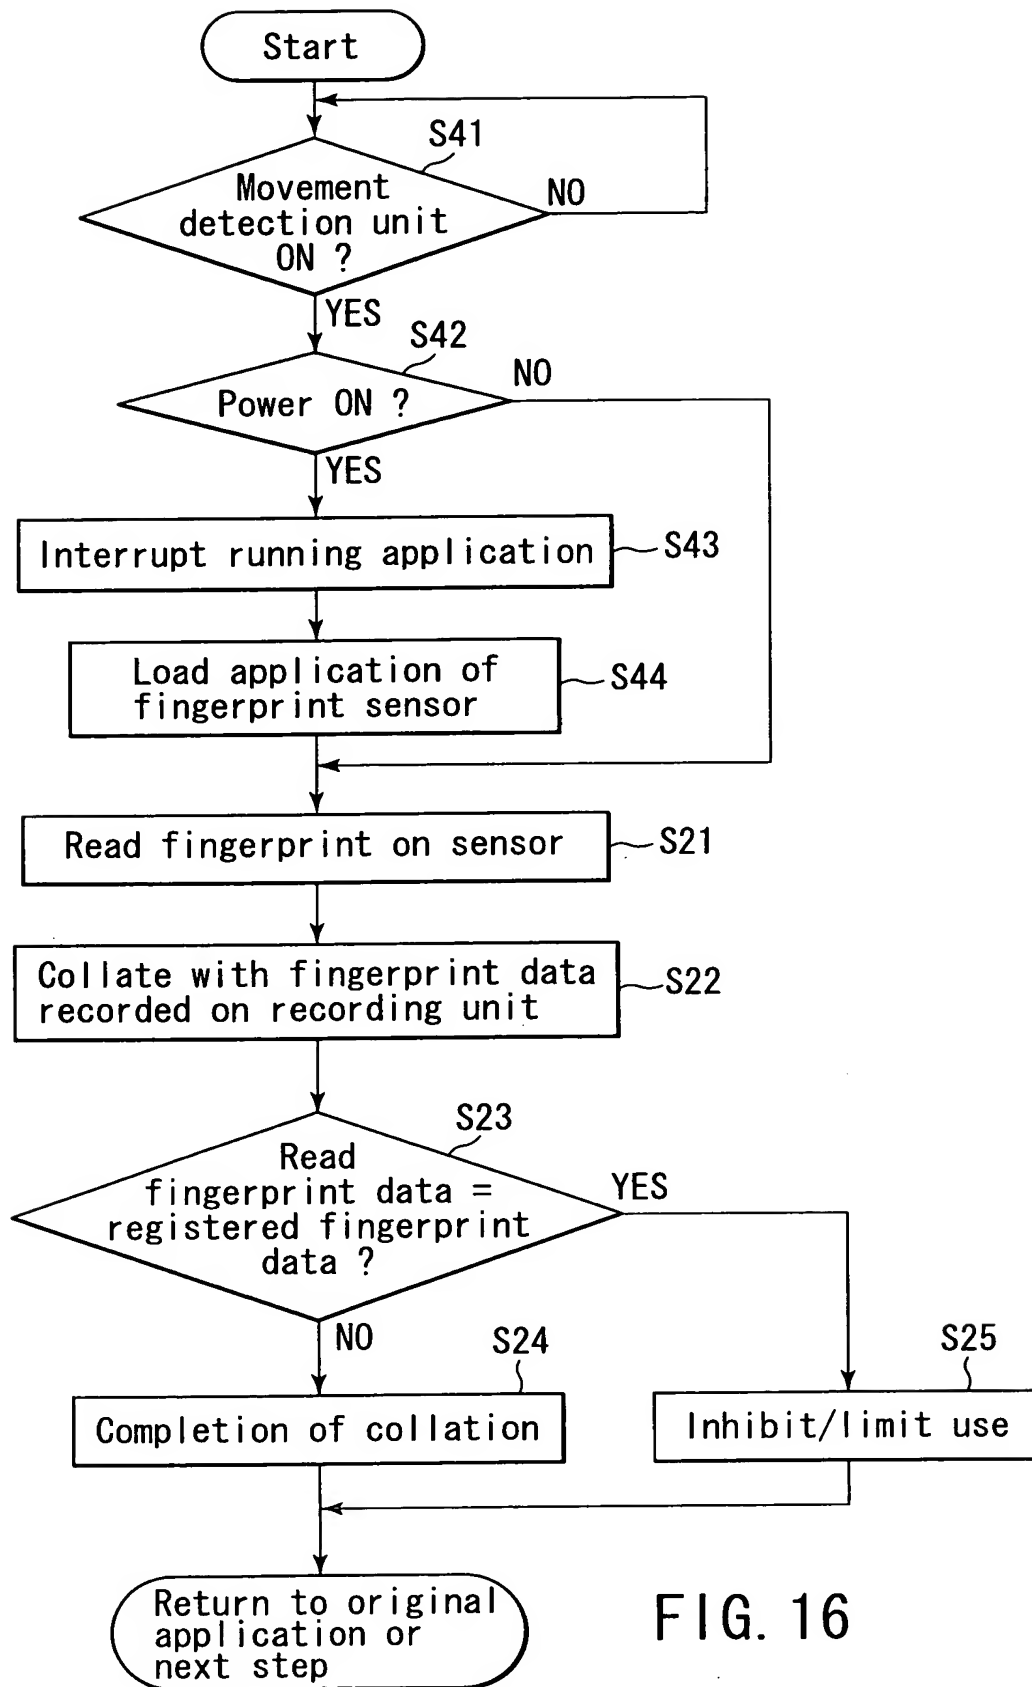 Start
S41
Movement
detection unit
ON ?
NO
YES
S42
Power ON ?
NO
YES
Interrupt running application
S43
Load application of
fingerprint sensor
S44
Read fingerprint on sensor
S21
Collate with fingerprint data
recorded on recording unit
S22
S23
Read
fingerprint data =
registered fingerprint
data ?
YES
NO
S24
S25
Completion of collation
Inhibit/limit use
Return to original
application or
next step
FIG. 16